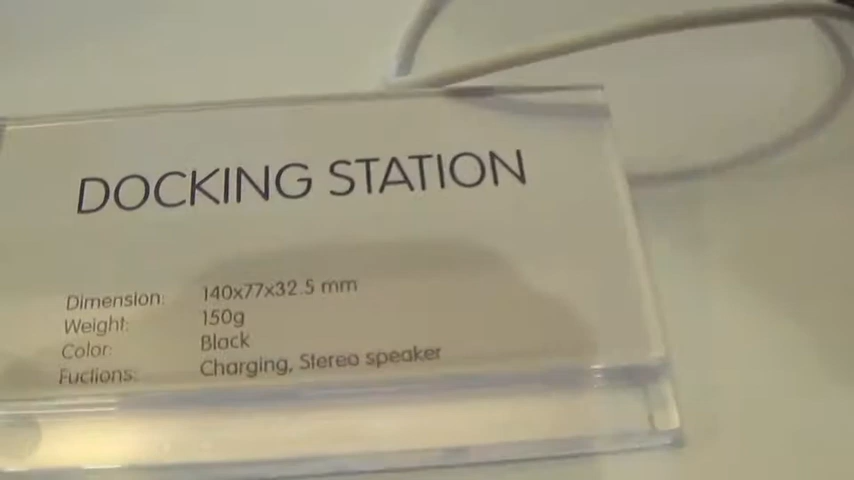 DOCKING STATION
Dimension: 140x77x32.5 mm
Weight: 150g
Color: Black
Fuctions: Charging, Stereo speaker